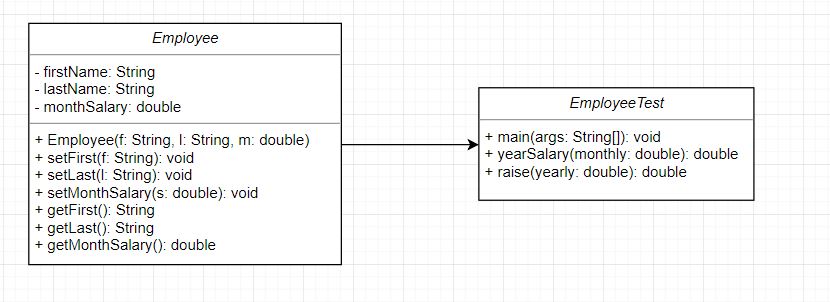 Employee
- firstName: String
- lastName: String
- monthSalary: double
+ Employee(f: String, l: String, m: double)
+ setFirst(f: String): void
+ setLast(l: String): void
+ setMonthSalary(s: double): void
+ getFirst(): String
+ getLast(): String
+ getMonthSalary(): double
EmployeeTest
+ main(args: String[]): void
+ yearSalary(monthly: double): double
+ raise(yearly: double): double